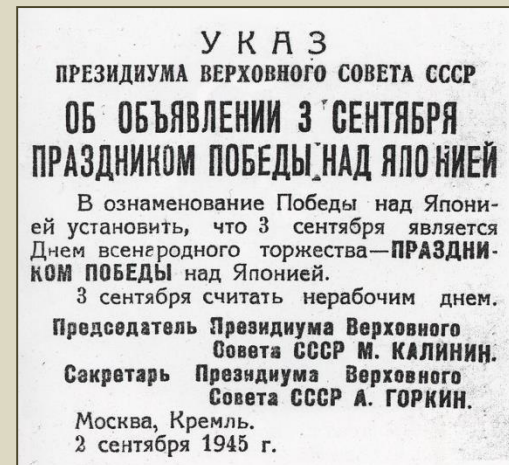 УКАЗ
ПРЕЗИДИУМА ВЕРХОВНОГО СОВЕТА СССР
ОБ ОБЪЯВЛЕНИИ 3 СЕНТЯБРЯ
ПРАЗДНИКОМ ПОБЕДЫ НАД ЯПОНИЕЙ
В ознаменование Победы над Япони-
ей установить, что 3 сентября является
Днем всенародного торжества—ПРАЗДНИ-
КОМ ПОБЕДЫ над Японией.
3 сентября считать нерабочим днем.
Председатель Президиума Верховного
Совета СССР М. КАЛИНИН.
Секретарь Президиума Верховного
Совета СССР А. ГОРКИН.
Москва, Кремль.
2 сентября 1945 г.